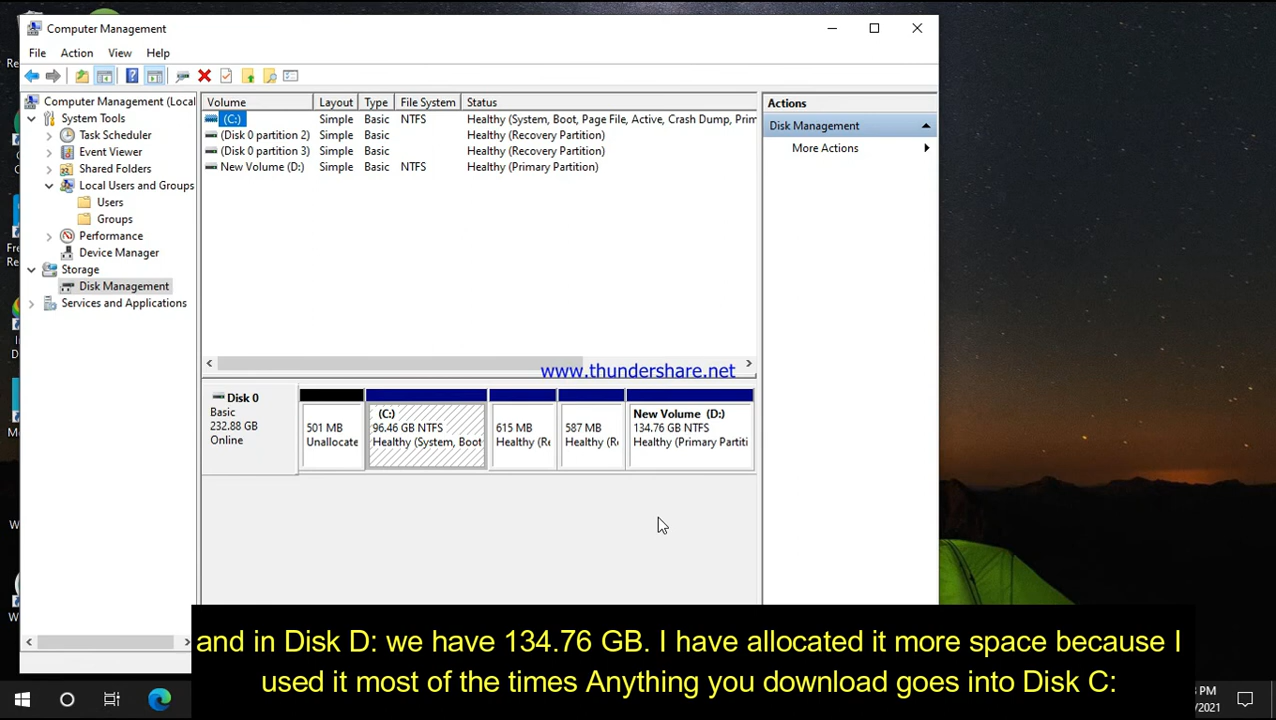 Computer Management
File Action View Help
Computer Management (Local
System Tools
Task Scheduler
Event Viewer
Shared Folders
Local Users and Groups
Users
Groups
Performance
Device Manager
Storage
Disk Management
Services and Applications
Volume Layout Type File System Status
(C:) Simple Basic NTFS Healthy (System, Boot, Page File, Active, Crash Dump, Prim
(Disk 0 partition 2) Simple Basic Healthy (Recovery Partition)
(Disk 0 partition 3) Simple Basic Healthy (Recovery Partition)
New Volume (D:) Simple Basic NTFS Healthy (Primary Partition)
Actions
Disk Management
More Actions
www.thundershare.net
Disk 0
Basic
232.88 GB
Online
501 MB
Unallocate
(C:)
96.46 GB NTFS
Healthy (System, Boot
615 MB
Healthy (Re
587 MB
Healthy (Re
New Volume (D:)
134.76 GB NTFS
Healthy (Primary Partiti
and in Disk D: we have 134.76 GB. I have allocated it more space because I
used it most of the times Anything you download goes into Disk C:
PM
/2021